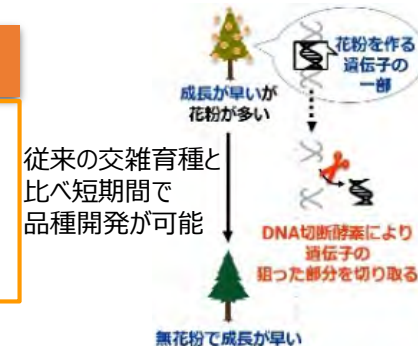 花粉を作る
遺伝子の
一部
成長が早いが
花粉が多い
従来の交雑育種と
比べ短期間で
品種開発が可能
DNA切断酵素により
遺伝子の
狙った部分を切り取る
無花粉で成長が早い